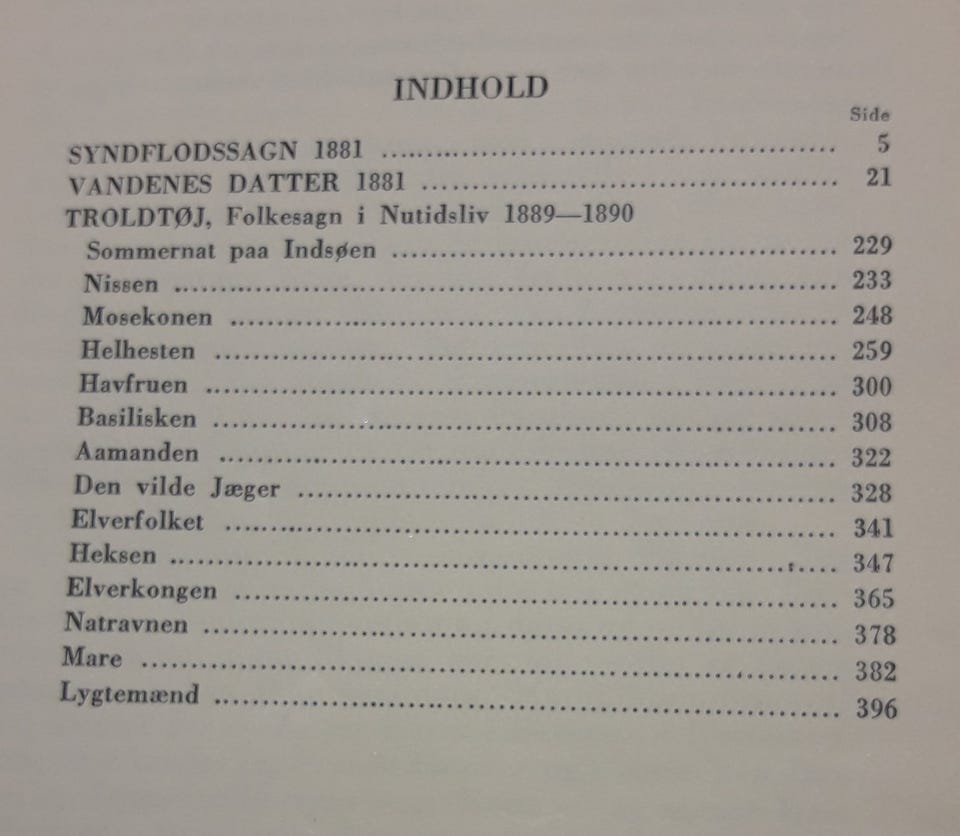 INDHOLD
Side
SYNDFLODSSAGN 1881 ........ 5
VANDENES DATTER 1881 ........ 21
TROLDTØJ, Folkesagn i Nutidsliv 1889—1890
Sommernat paa Indsøen ........ 229
Nissen ........ 233
Mosekonen ........ 248
Helhesten ........ 259
Havfruen ........ 300
Basilisken ........ 308
Aamanden ........ 322
Den vilde Jæger ........ 328
Elverfolket ........ 341
Heksen ........ 347
Elverkongen ........ 365
Natravnen ........ 378
Mare ........ 382
Lygtemænd ........ 396